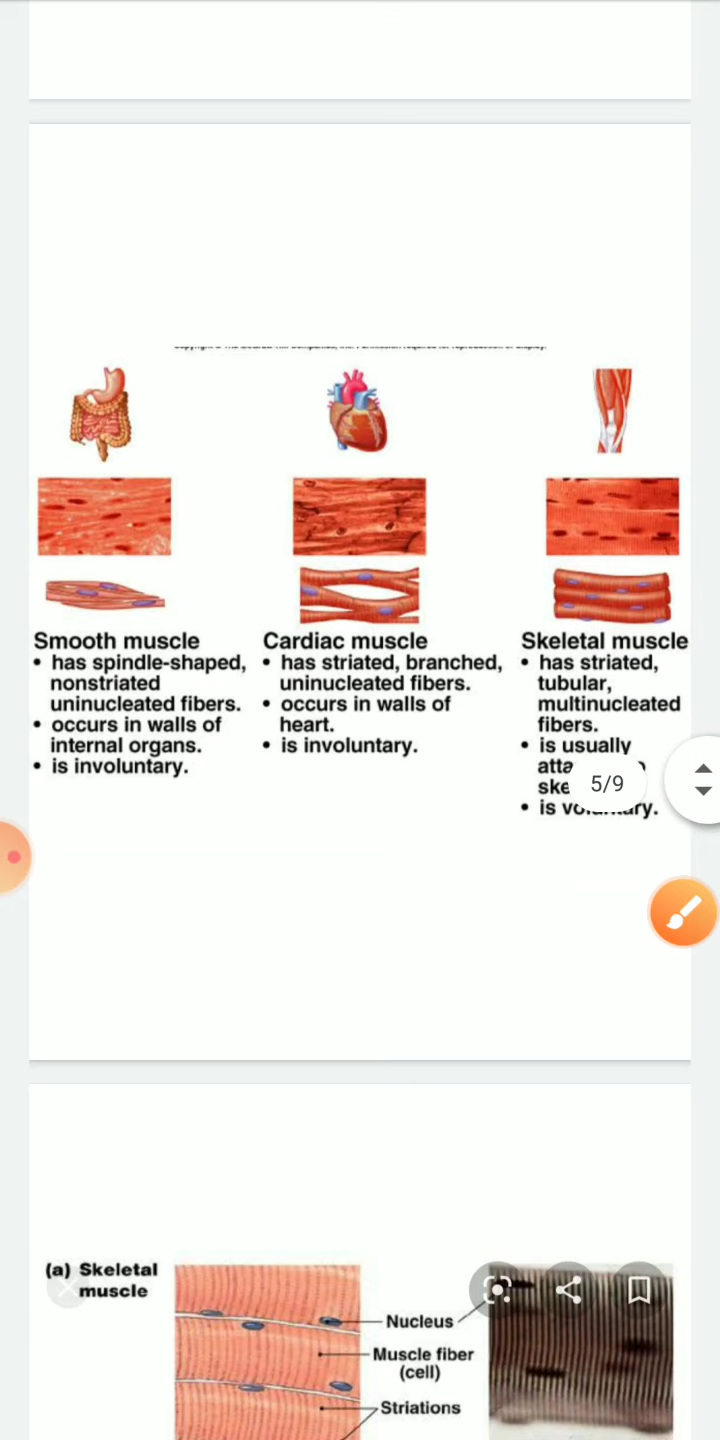 Smooth muscle
• has spindle-shaped,
nonstriated
uninucleated fibers.
• occurs in walls of
internal organs.
• is involuntary.
Cardiac muscle
• has striated, branched,
uninucleated fibers.
• occurs in walls of
heart.
• is involuntary.
Skeletal muscle
• has striated,
tubular,
multinucleated
fibers.
• is usually
• is voluntary.
5/9
(a) Skeletal
muscle
Nucleus
Muscle fiber
(cell)
Striations